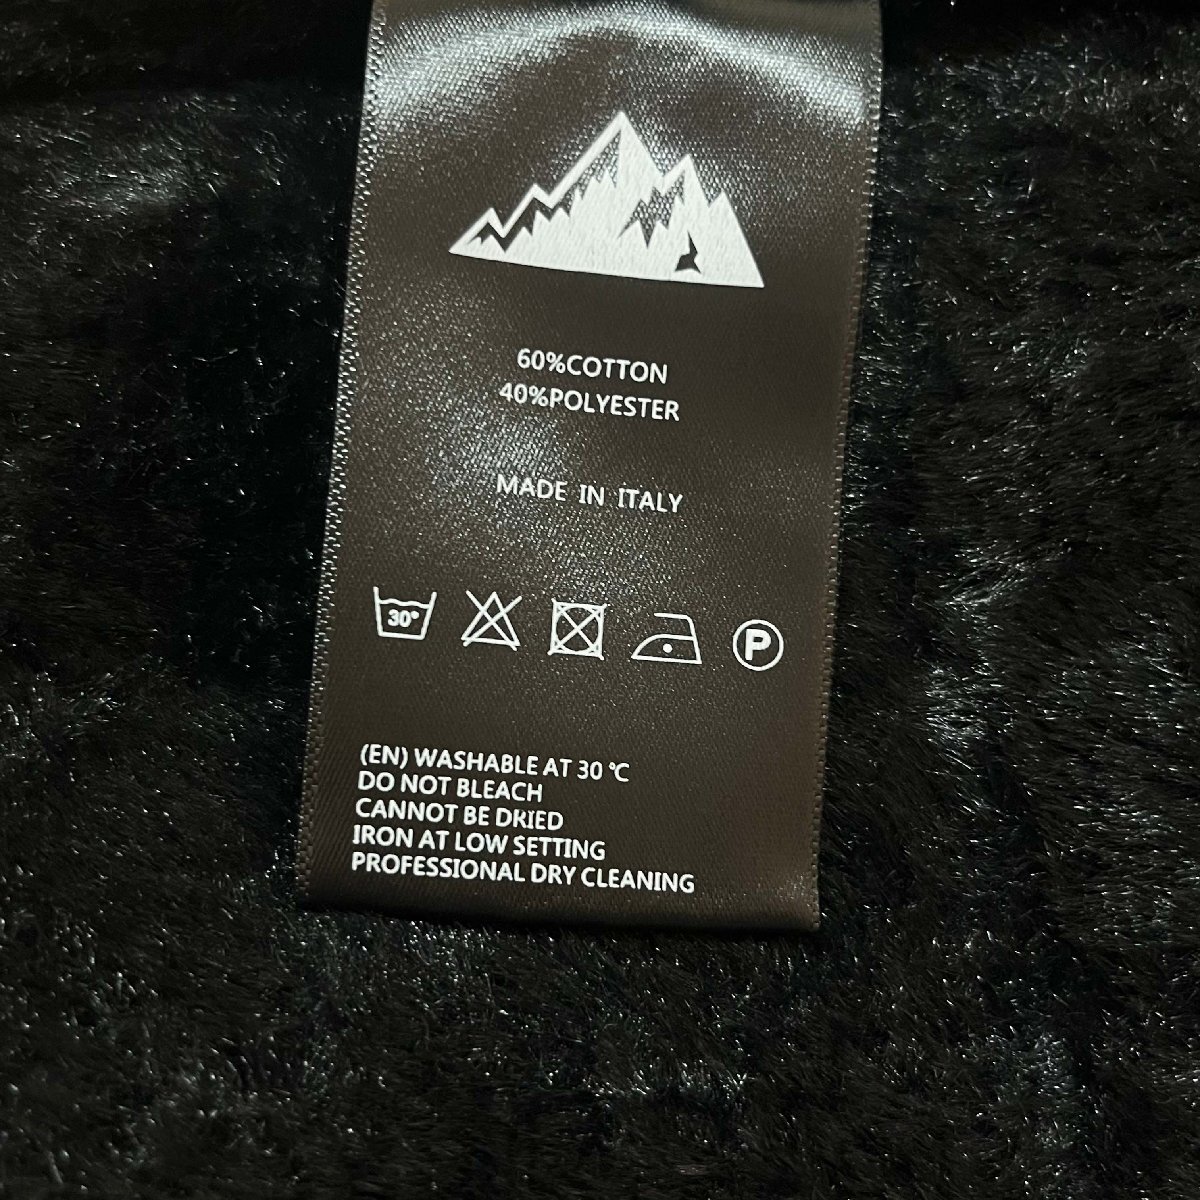 60%COTTON
40%POLYESTER
MADE IN ITALY
30° P
(EN) WASHABLE AT 30 ℃
DO NOT BLEACH
CANNOT BE DRIED
IRON AT LOW SETTING
PROFESSIONAL DRY CLEANING